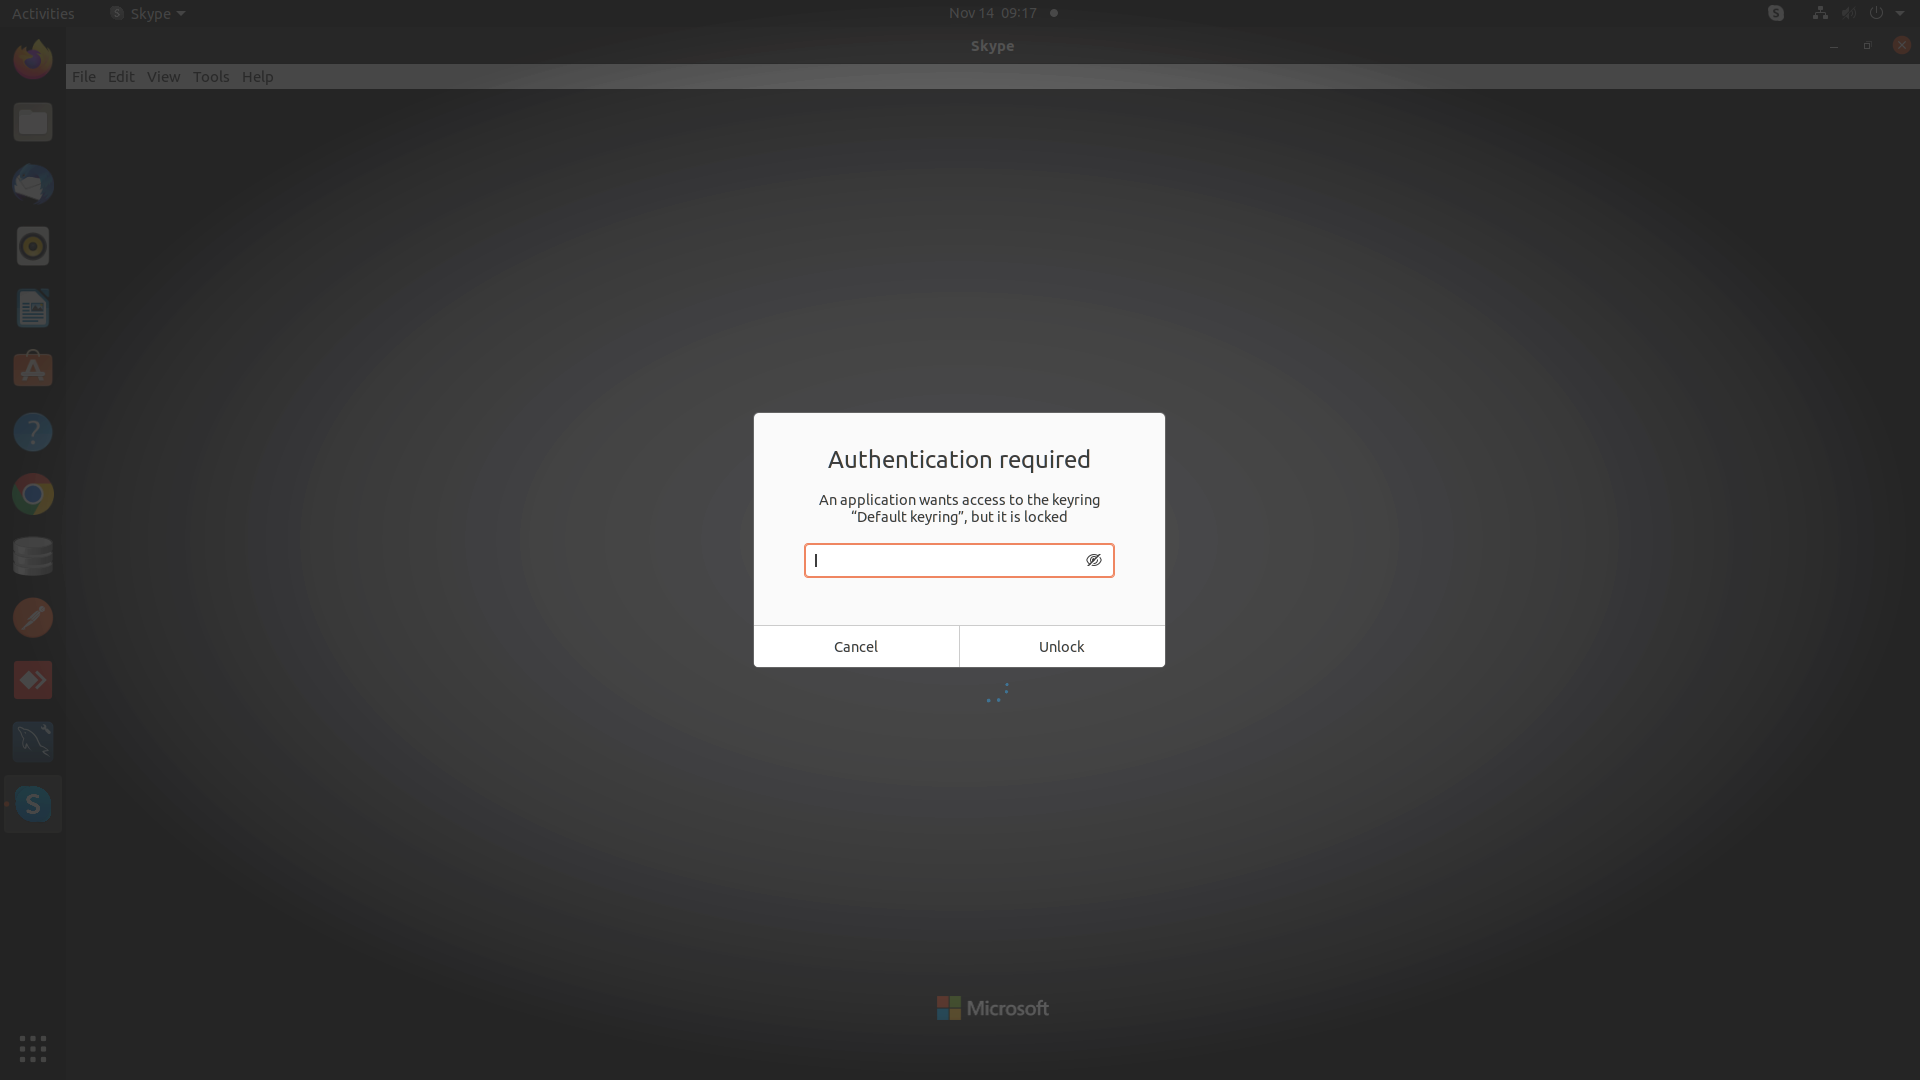 Activities Skype Nov 14 09:17
Skype
File Edit View Tools Help
Authentication required
An application wants access to the keyring
“Default keyring”, but it is locked
Cancel Unlock
Microsoft